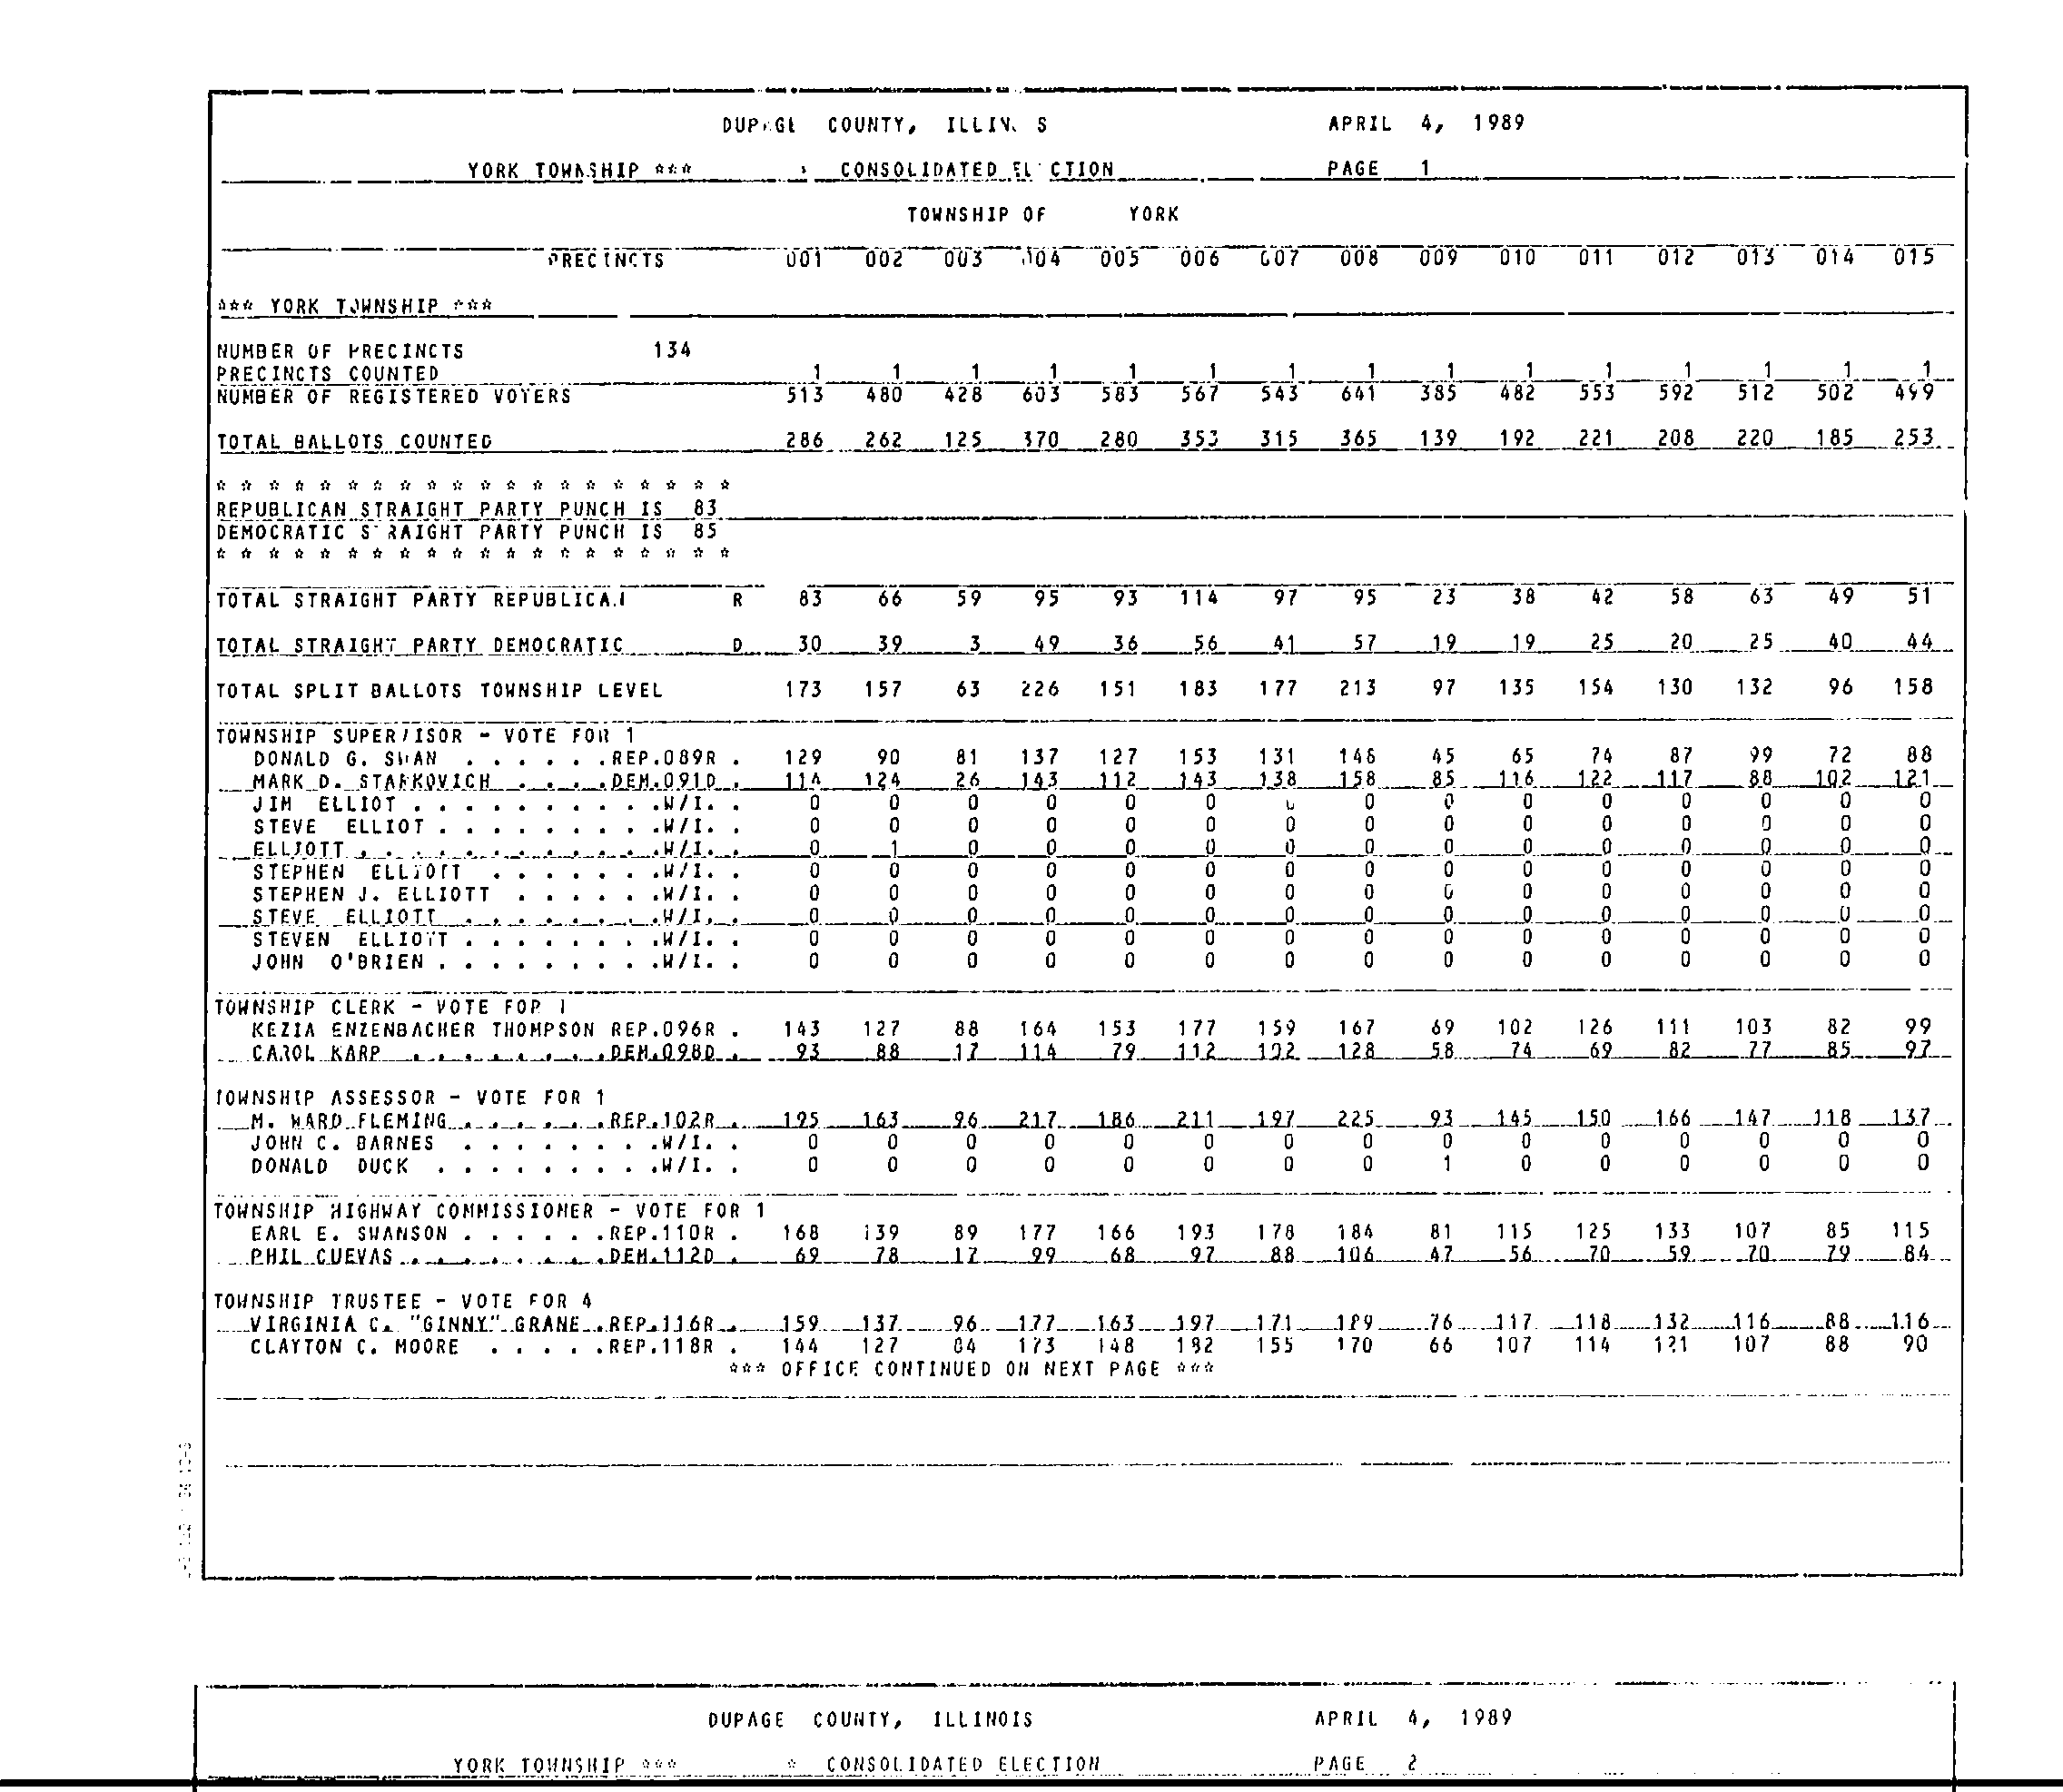 DUPAGE COUNTY, ILLINOIS APRIL 4, 1989
YORK TOWNSHIP *** * CONSOLIDATED ELECTION PAGE 1
TOWNSHIP OF YORK
PRECINCTS 001 002 003 004 005 006 007 008 009 010 011 012 013 014 015
*** YORK TOWNSHIP ***
NUMBER OF PRECINCTS 134
PRECINCTS COUNTED 1 1 1 1 1 1 1 1 1 1 1 1 1 1 1
NUMBER OF REGISTERED VOTERS 513 480 428 603 583 567 543 641 385 482 553 592 512 502 499
TOTAL BALLOTS COUNTED 286 262 125 370 280 353 315 365 139 192 221 208 220 185 253
* * * * * * * * * * * * * * * * * * * *
REPUBLICAN STRAIGHT PARTY PUNCH IS 83
DEMOCRATIC STRAIGHT PARTY PUNCH IS 85
* * * * * * * * * * * * * * * * * * * *
TOTAL STRAIGHT PARTY REPUBLICAN R 83 66 59 95 93 114 97 95 23 38 42 58 63 49 51
TOTAL STRAIGHT PARTY DEMOCRATIC D 30 39 3 49 36 56 41 57 19 19 25 20 25 40 44
TOTAL SPLIT BALLOTS TOWNSHIP LEVEL 173 157 63 226 151 183 177 213 97 135 154 130 132 96 158
TOWNSHIP SUPERVISOR - VOTE FOR 1
DONALD G. SWAN . . . . . .REP.089R . 129 90 81 137 127 153 131 146 45 65 74 87 99 72 88
MARK D. STARKOVICH . . . . .DEM.091D . 114 124 26 143 112 143 138 158 85 116 122 117 88 102 121
JIM ELLIOT . . . . . . . . . .W/I. . 0 0 0 0 0 0 0 0 0 0 0 0 0 0 0
STEVE ELLIOT . . . . . . . . .W/I. . 0 0 0 0 0 0 0 0 0 0 0 0 0 0 0
ELLIOTT . . . . . . . . . . . .W/I. . 0 1 0 0 0 0 0 0 0 0 0 0 0 0 0
STEPHEN ELLIOTT . . . . . . .W/I. . 0 0 0 0 0 0 0 0 0 0 0 0 0 0 0
STEPHEN J. ELLIOTT . . . . . .W/I. . 0 0 0 0 0 0 0 0 0 0 0 0 0 0 0
STEVE ELLIOTT . . . . . . . .W/I. . 0 0 0 0 0 0 0 0 0 0 0 0 0 0 0
STEVEN ELLIOTT . . . . . . . .W/I. . 0 0 0 0 0 0 0 0 0 0 0 0 0 0 0
JOHN O'BRIEN . . . . . . . . .W/I. . 0 0 0 0 0 0 0 0 0 0 0 0 0 0 0
TOWNSHIP CLERK - VOTE FOR 1
KEZIA ENZENBACHER THOMPSON REP.096R . 143 127 88 164 153 177 159 167 69 102 126 111 103 82 99
CAROL KARP . . . . . . . .DEM.098D . 93 88 17 114 79 112 102 128 58 74 69 82 77 85 97
TOWNSHIP ASSESSOR - VOTE FOR 1
M. WARD FLEMING . . . . . .REP.102R . 195 163 96 217 186 211 197 225 93 145 150 166 147 118 137
JOHN C. BARNES . . . . . . . .W/I. . 0 0 0 0 0 0 0 0 0 0 0 0 0 0 0
DONALD DUCK . . . . . . . . .W/I. . 0 0 0 0 0 0 0 0 1 0 0 0 0 0 0
TOWNSHIP HIGHWAY COMMISSIONER - VOTE FOR 1
EARL E. SWANSON . . . . . .REP.110R . 168 139 89 177 166 193 178 184 81 115 125 133 107 85 115
PHIL CUEVAS . . . . . . . .DEM.112D . 69 78 17 99 68 97 88 106 47 56 70 59 70 79 84
TOWNSHIP TRUSTEE - VOTE FOR 4
VIRGINIA C. "GINNY" GRANE .REP.116R . 159 137 96 177 163 197 171 189 76 117 118 132 116 88 116
CLAYTON C. MOORE . . . . .REP.118R . 144 127 84 173 148 182 155 170 66 107 114 121 107 88 90
*** OFFICE CONTINUED ON NEXT PAGE ***
DUPAGE COUNTY, ILLINOIS APRIL 4, 1989
YORK TOWNSHIP *** * CONSOLIDATED ELECTION PAGE 2